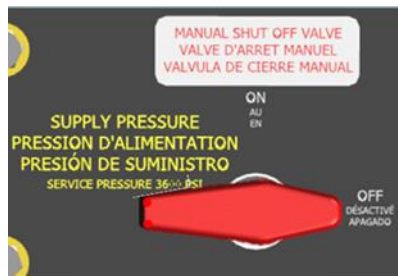 MANUAL SHUT OFF VALVE
VALVE D'ARRET MANUEL
VALVULA DE CIERRE MANUAL
ON
AU
EN
SUPPLY PRESSURE
PRESSION D'ALIMENTATION
PRESIÓN DE SUMINISTRO
SERVICE PRESSURE 3600 PSI
OFF
DÉSACTIVÉ
APAGADO